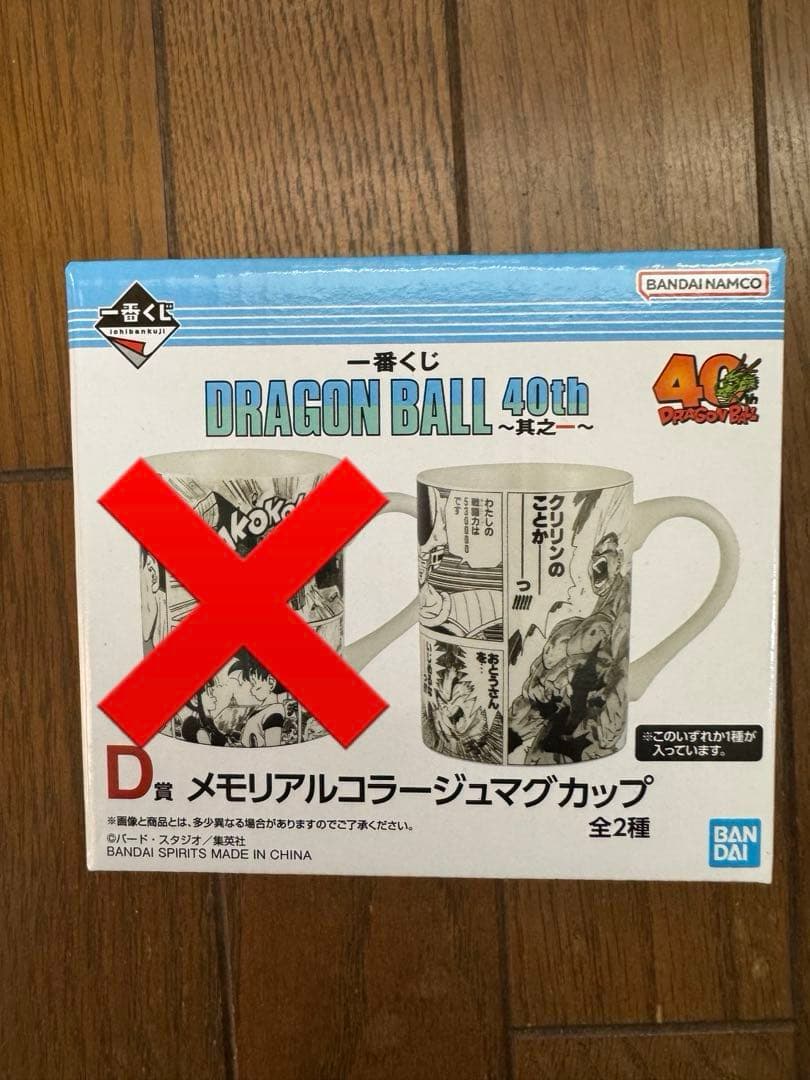 BANDAI NAMCO
一番くじ
ichibankuji
一番くじ
DRAGON BALL 40th
~其之一~
40th
DRAGON BALL
KOKO
わたしの
戦闘力は
530000
です
クリリンの
ことか
――っ!!!!!
おとうさん
を…
※このいずれか1種が
入っています。
D賞 メモリアルコラージュマグカップ
全2種
※画像と商品とは、多少異なる場合がありますのでご了承ください。
©バード・スタジオ/集英社
BANDAI SPIRITS MADE IN CHINA
BAN
DAI